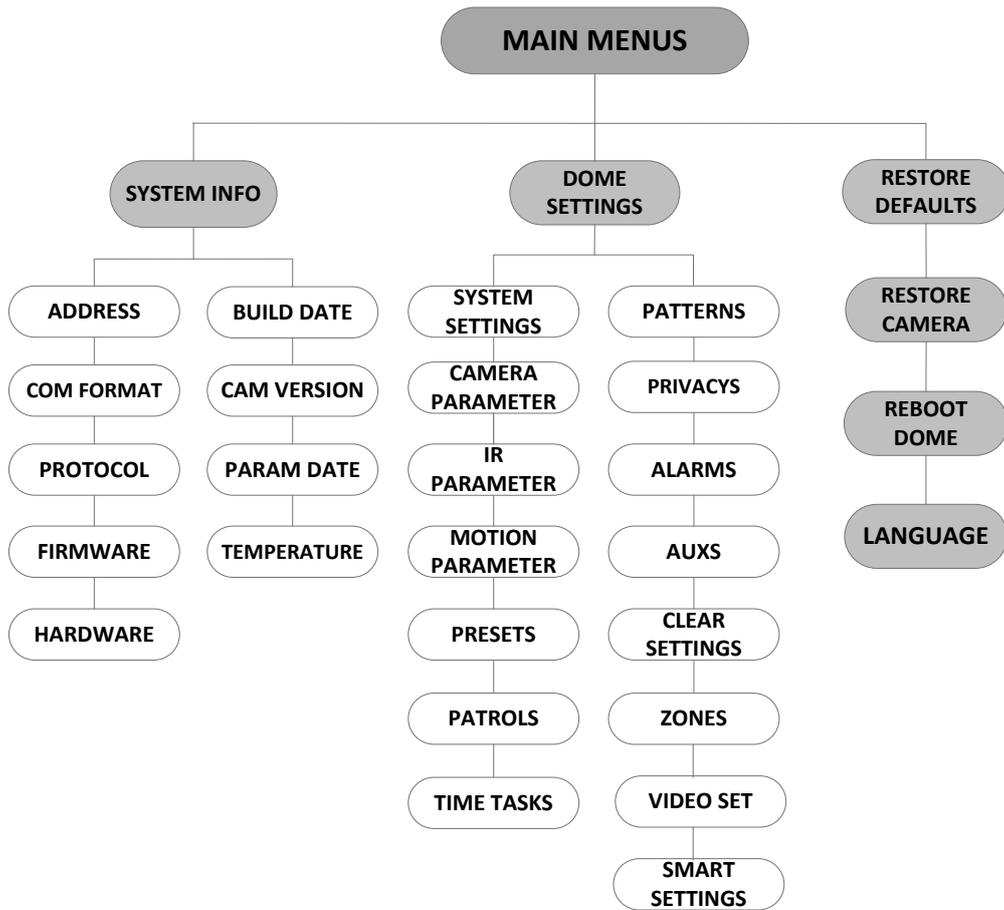 MAIN MENUS
SYSTEM INFO
ADDRESS
COM FORMAT
PROTOCOL
FIRMWARE
HARDWARE
BUILD DATE
CAM VERSION
PARAM DATE
TEMPERATURE
DOME
SETTINGS
SYSTEM
SETTINGS
CAMERA
PARAMETER
IR
PARAMETER
MOTION
PARAMETER
PRESETS
PATROLS
TIME TASKS
PATTERNS
PRIVACYS
ALARMS
AUXS
CLEAR
SETTINGS
ZONES
VIDEO SET
SMART
SETTINGS
RESTORE
DEFAULTS
RESTORE
CAMERA
REBOOT
DOME
LANGUAGE